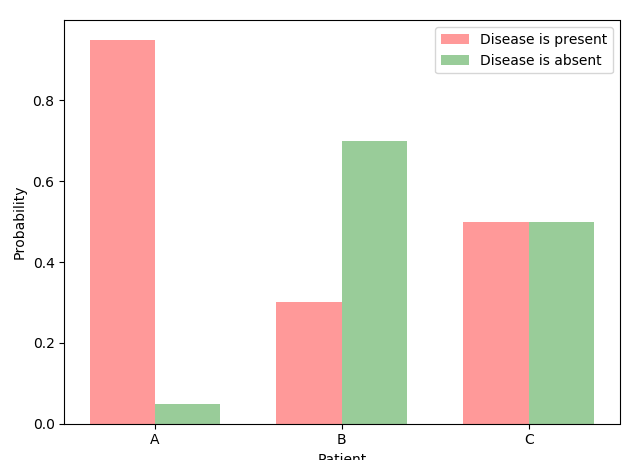 Disease is present
Disease is absent
0.8
0.6
0.4
0.2
0.0
Probability
A B C
Patient